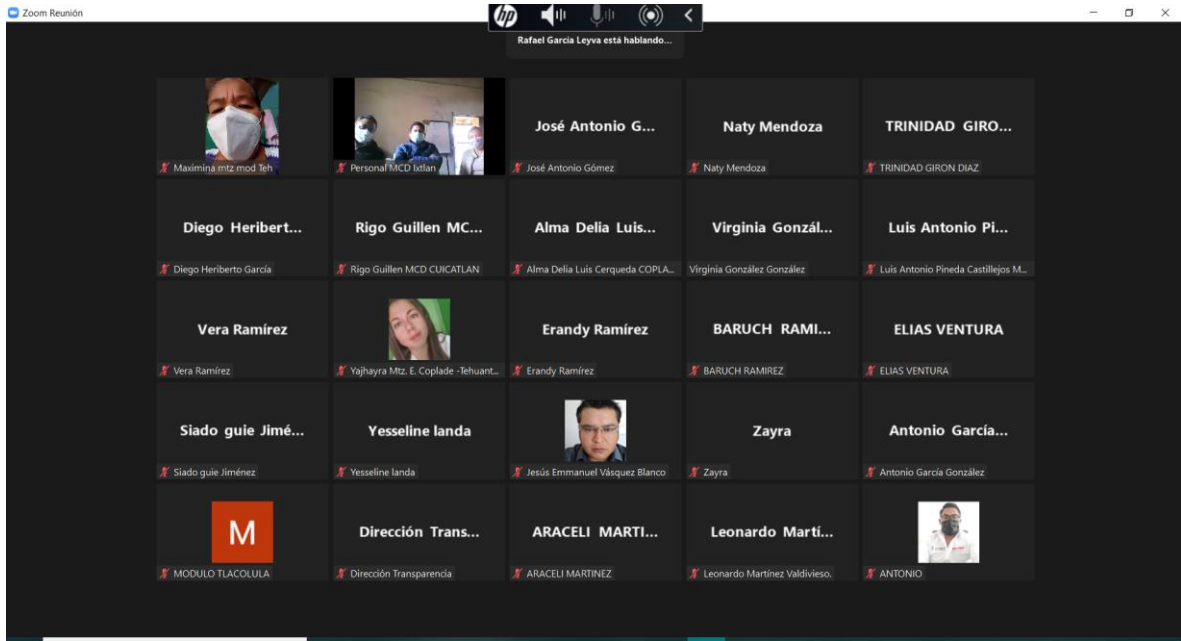 Zoom Reunión
hp
Rafael García Leyva está hablando...
José Antonio G...
Naty Mendoza
TRINIDAD GIRO...
Maximina mtz mod Teh
Personal MCD Ixtlan
José Antonio Gómez
Naty Mendoza
TRINIDAD GIRON DIAZ
Diego Heribert...
Rigo Guillen MC...
Alma Delia Luis...
Virginia Gonzál...
Luis Antonio Pi...
Diego Heriberto García
Rigo Guillen MCD CUICATLAN
Alma Delia Luis Cerqueda COPLA...
Virginia González González
Luis Antonio Pineda Castillejos M...
Vera Ramírez
Erandy Ramírez
BARUCH RAMI...
ELIAS VENTURA
Vera Ramírez
Yajhayra Mtz. E. Coplade -Tehuant...
Erandy Ramírez
BARUCH RAMIREZ
ELIAS VENTURA
Siado guie Jimé...
Yesseline landa
Zayra
Antonio García...
Siado guie Jiménez
Yesseline landa
Jesús Emmanuel Vásquez Blanco
Zayra
Antonio García González
M
Dirección Trans...
ARACELI MARTI...
Leonardo Martí...
MODULO TLACOLULA
Dirección Transparencia
ARACELI MARTINEZ
Leonardo Martínez Valdivieso.
ANTONIO